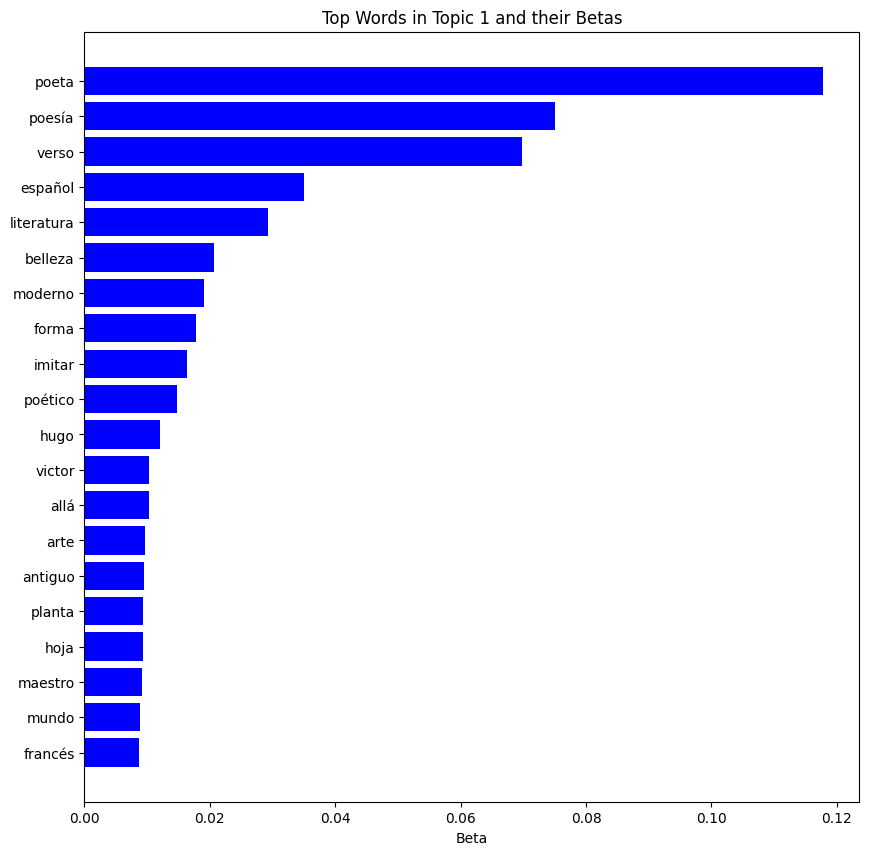 Top Words in Topic 1 and their Betas
poeta
poesía
verso
español
literatura
belleza
moderno
forma
imitar
poético
hugo
victor
allá
arte
antiguo
planta
hoja
maestro
mundo
francés
0.00 0.02 0.04 0.06 0.08 0.10 0.12
Beta